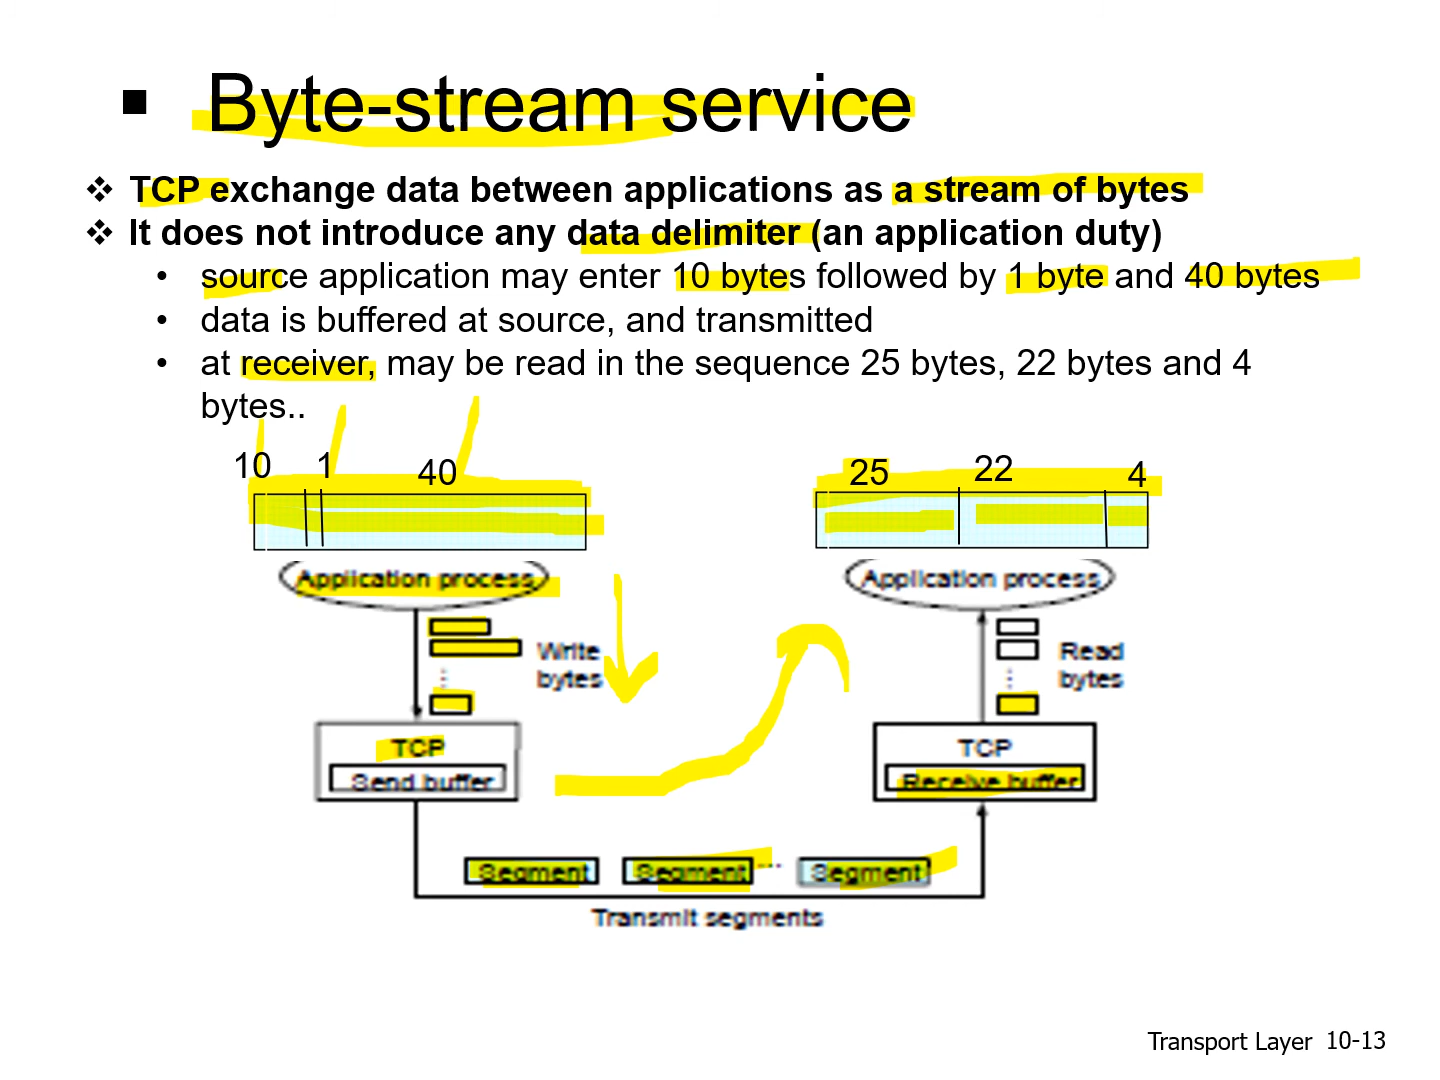 ▪ Byte-stream service
❖ TCP exchange data between applications as a stream of bytes
❖ It does not introduce any data delimiter (an application duty)
• source application may enter 10 bytes followed by 1 byte and 40 bytes
• data is buffered at source, and transmitted
• at receiver, may be read in the sequence 25 bytes, 22 bytes and 4
bytes..
10 1 40
25 22 4
Application process
Application process
Write
bytes
Read
bytes
TCP
Send buffer
TCP
Receive buffer
Segment Segment ... Segment
Transmit segments
Transport Layer 10-13